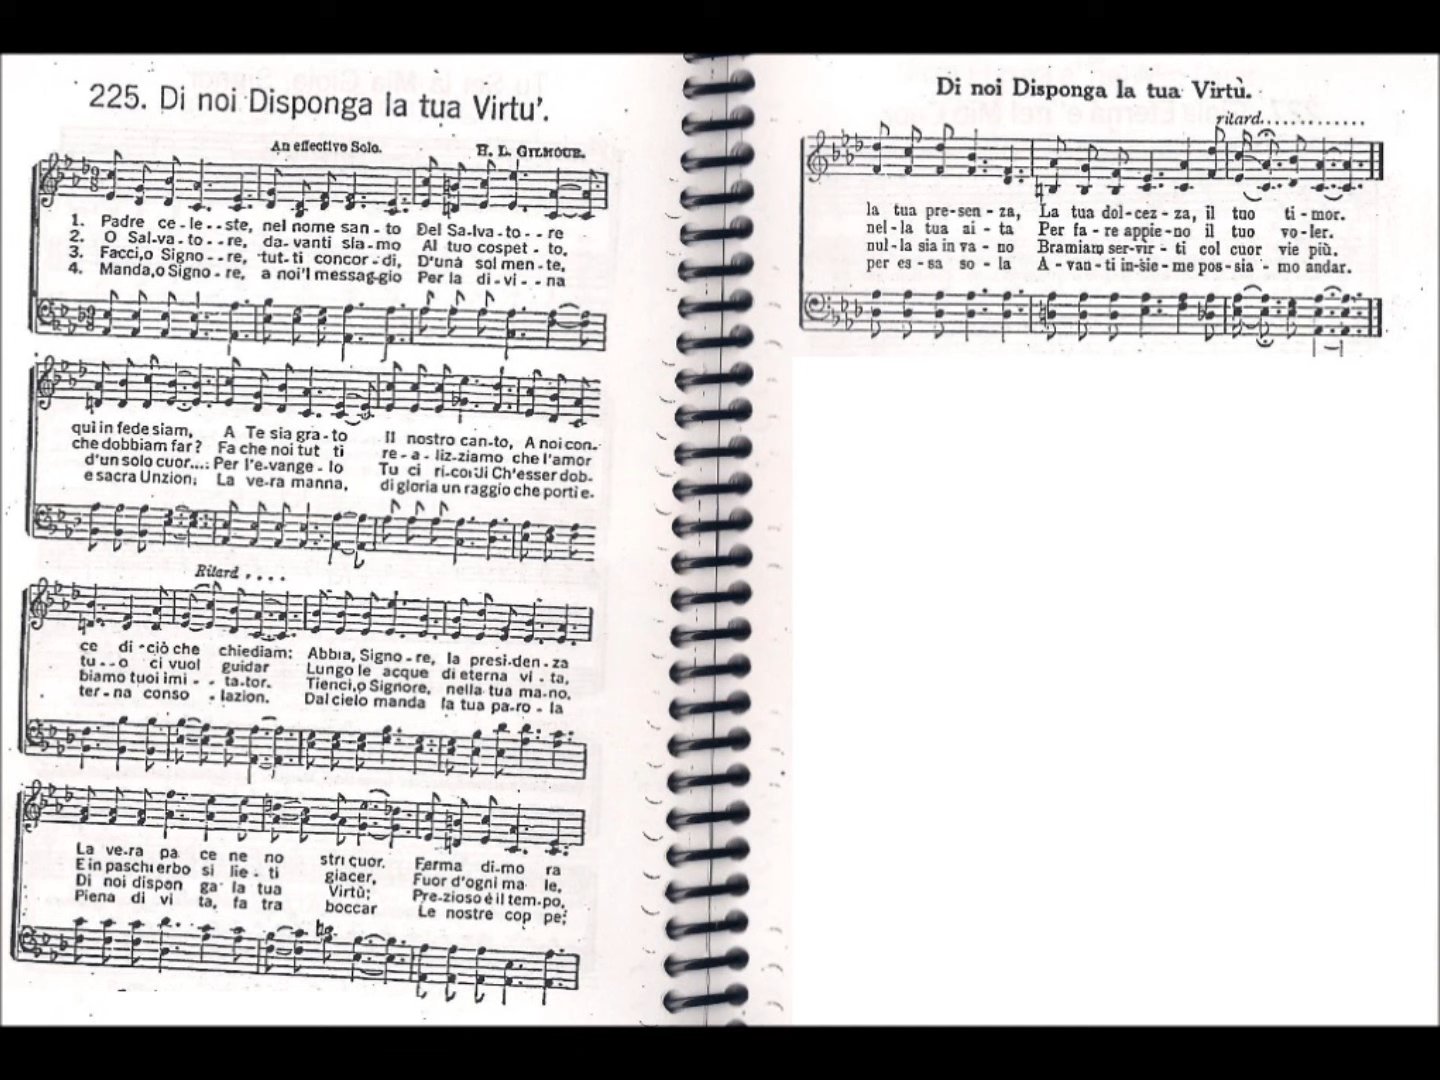 225. Di noi Disponga la tua Virtu'.
An effective Solo.
H. L. GILMOUR.
1. Padre ce-le--ste, nel nome san-to Del Sa-lva-to--re
2. O Sal-va-to--re, da-vanti sia-mo Al tuo cospet-to.
3. Facci,o Signo--re, tut-ti concor-di, D'una sol men-te,
4. Manda,o Signo-re, a noi'l messag-gio Per la di-vi--na
qui in fede siam, A Te sia gra-to Il nostro can-to, A noi con-
che dobbiam far? Fa che noi tut ti re-a-liz-ziamo che l'amor
d'un solo cuor...: Per l'e-vange-lo Tu ci ri-cordi Ch'esser dob-
e sacra Unzion; La ve-ra manna, di gloria un raggio che porti e-
Ritard....
ce di-ciò che chiediam: Abbia, Signo-re, la presi-den-za
tu--o ci vuol guidar Lungo le acque di eterna vi-ta,
biamo tuoi imi--ta-tor. Tienci,o Signore, nella tua ma-no.
ter-na conso-lazion. Dal cielo manda la tua pa-ro-la
La ve-ra pa ce ne no stri cuor. Ferma di-mo ra
E in paschi erbo si lie-ti giacer, Fuor d'ogni ma le,
Di noi dispon ga la tua Virtù; Pre-zioso è il tem-po,
Piena di vi ta, fa tra boccar Le nostre cop pe;
Di noi Disponga la tua Virtù.
ritard............
la tua pre-sen-za, La tua dol-cez-za, il tuo ti-mor.
nel-la tua ai-ta Per fa-re appie-no il tuo vo-ler.
nul-la sia in va-no Bramiam ser-vir-ti col cuor vie più.
per es-sa so-la A-van-ti in-sie-me pos-sia-mo andar.